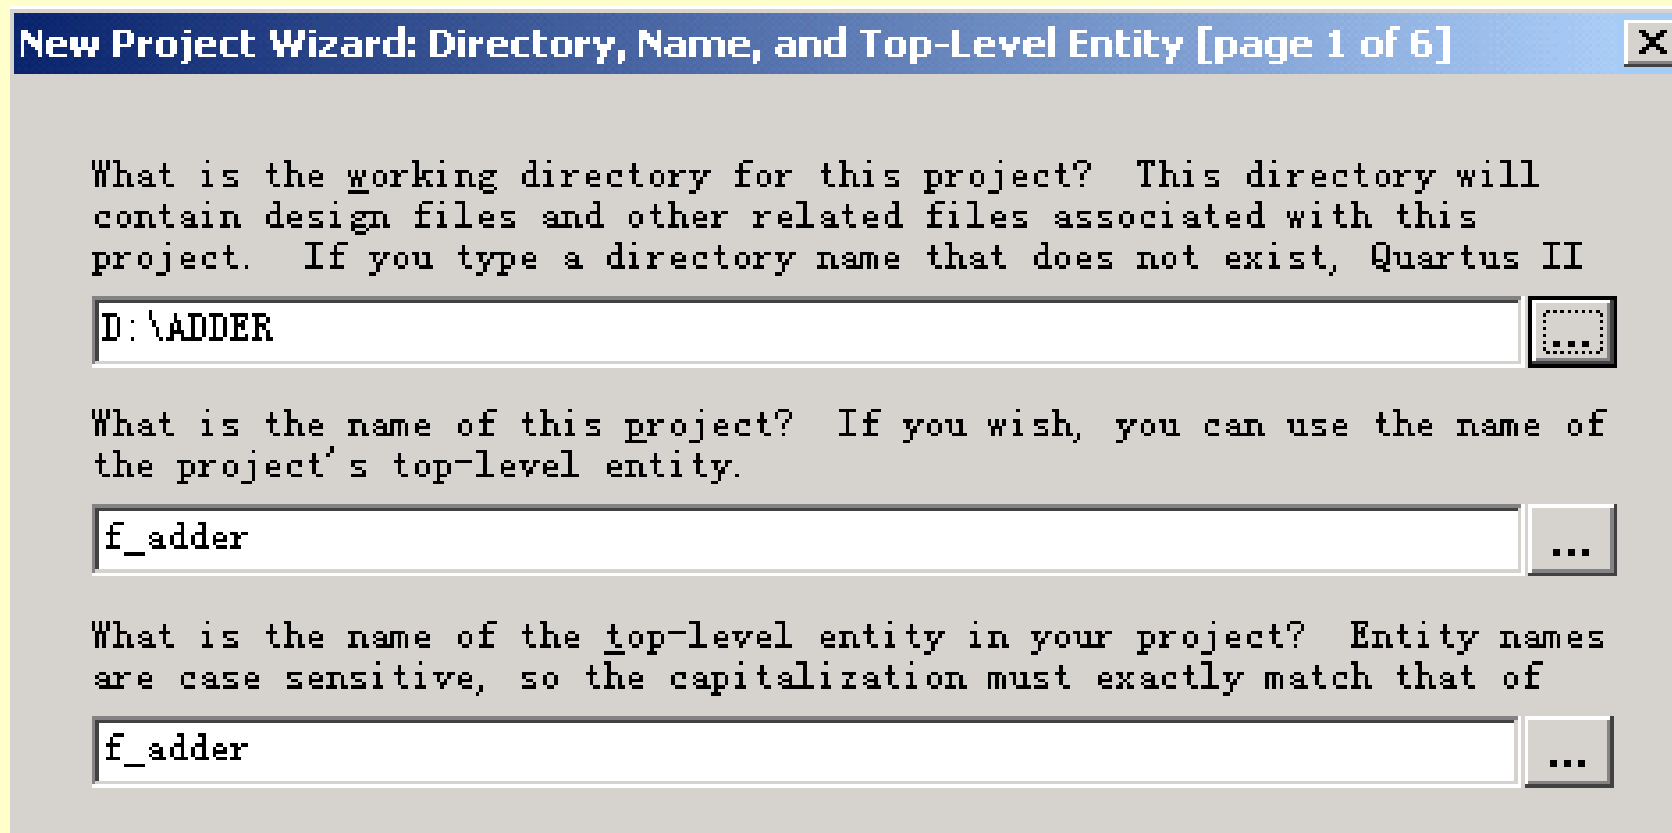 New Project Wizard: Directory, Name, and Top-Level Entity [page 1 of 6]
What is the working directory for this project? This directory will
contain design files and other related files associated with this
project. If you type a directory name that does not exist, Quartus II
D:\ADDER
...
What is the name of this project? If you wish, you can use the name of
the project's top-level entity.
f_adder
...
What is the name of the top-level entity in your project? Entity names
are case sensitive, so the capitalization must exactly match that of
f_adder
...